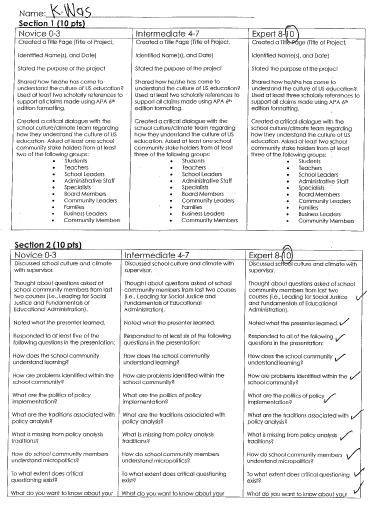 Name: K. Was
Section 1 (10 pts)
Novice 0-3
Created a Title Page (Title of Project,
Identified Name(s), and Date)
Stated the purpose of the project
Shared how he/she has come to
understand the culture of US education?
Used at least two scholarly references to
support all claims made using APA 6th
edition formatting.
Created a critical dialogue with the
school culture/climate team regarding
how they understand the culture of US
education. Asked at least one school
community stake holders from at least
two of the following groups:
• Students
• Teachers
• School Leaders
• Administrative Staff
• Specialists
• Board Members
• Community Leaders
• Families
• Business Leaders
• Community Members
Intermediate 4-7
Created a Title Page (Title of Project,
Identified Name(s), and Date)
Stated the purpose of the project
Shared how he/she has come to
understand the culture of US education?
Used at least two scholarly references to
support all claims made using APA 6th
edition formatting.
Created a critical dialogue with the
school culture/climate team regarding
how they understand the culture of US
education. Asked at least two school
community stake holders from at least
three of the following groups:
• Students
• Teachers
• School Leaders
• Administrative Staff
• Specialists
• Board Members
• Community Leaders
• Families
• Business Leaders
• Community Members
Expert 8-10
Created a Title Page (Title of Project,
Identified Name(s), and Date)
Stated the purpose of the project
Shared how he/she has come to
understand the culture of US education?
Used at least three scholarly references
to support all claims made using APA 6th
edition formatting.
Created a critical dialogue with the
school culture/climate team regarding
how they understand the culture of US
education. Asked at least two school
community stake holders from at least
three of the following groups:
• Students
• Teachers
• School Leaders
• Administrative Staff
• Specialists
• Board Members
• Community Leaders
• Families
• Business Leaders
• Community Members
Section 2 (10 pts)
Novice 0-3
Discussed school culture and climate
with supervisor.
Thought about questions asked of
school community members from last
two courses (i.e., Leading for Social
Justice and Fundamentals of
Educational Administration).
Noted what the presenter learned.
Responded to at least five of the
following questions in the presentation:
How does the school community
understand learning?
How are problems identified within the
school community?
What are the politics of policy
implementation?
What are the traditions associated with
policy analysis?
What is missing from policy analysis
traditions?
How do school community members
understand micropolitics?
To what extent does critical
questioning exist?
What do you want to know about your
Intermediate 4-7
Discussed school culture and climate
with supervisor.
Thought about questions asked of
school community members from last
two courses (i.e., Leading for Social
Justice and Fundamentals of
Educational Administration).
Noted what the presenter learned.
Responded to at least six of the
following questions in the presentation:
How does the school community
understand learning?
How are problems identified within the
school community?
What are the politics of policy
implementation?
What are the traditions associated with
policy analysis?
What is missing from policy analysis
traditions?
How do school community members
understand micropolitics?
To what extent does critical
questioning exist?
What do you want to know about your
Expert 8-10
Discussed school culture and climate
with supervisor.
Thought about questions asked of
school community members from last
two courses (i.e., Leading for Social
Justice and Fundamentals of
Educational Administration).
Noted what the presenter learned.
Responded to all of the following
questions in the presentation:
How does the school community
understand learning?
How are problems identified within the
school community?
What are the politics of policy
implementation?
What are the traditions associated with
policy analysis?
What is missing from policy analysis
traditions?
How do school community members
understand micropolitics?
To what extent does critical questioning
exist?
What do you want to know about your